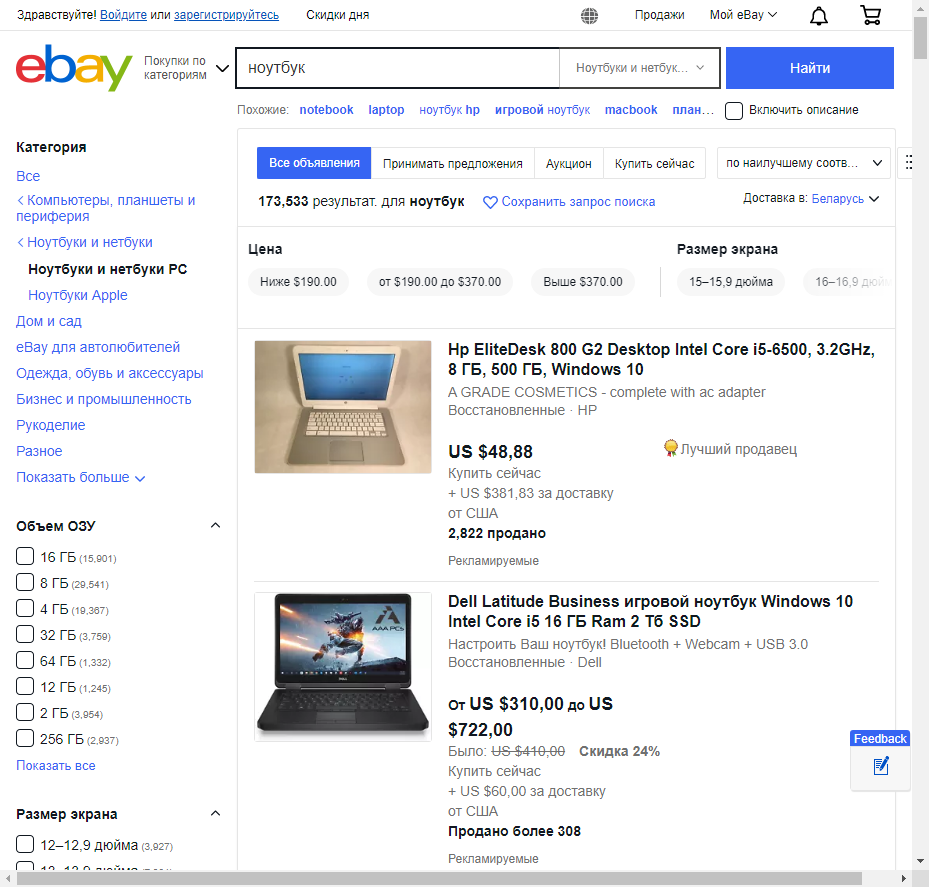 Здравствуйте! Войдите или зарегистрируйтесь
Скидки дня
Продажи
Мой eBay
ebay
Покупки по
категориям
ноутбук
Ноутбуки и нетбук...
Найти
Похожие: notebook laptop ноутбук hp игровой ноутбук macbook план...
Включить описание
Категория
Все
Компьютеры, планшеты и
периферия
Ноутбуки и нетбуки
Ноутбуки и нетбуки PC
Ноутбуки Apple
Дом и сад
eBay для автолюбителей
Одежда, обувь и аксессуары
Бизнес и промышленность
Рукоделие
Разное
Показать больше
Объем ОЗУ
16 ГБ (15,901)
8 ГБ (29,541)
4 ГБ (19,367)
32 ГБ (3,759)
64 ГБ (1,332)
12 ГБ (1,245)
2 ГБ (3,954)
256 ГБ (2,937)
Показать все
Размер экрана
12–12,9 дюйма (3,927)
Все объявления
Принимать предложения
Аукцион
Купить сейчас
по наилучшему соотв...
173,533 результат. для ноутбук
Сохранить запрос поиска
Доставка в: Беларусь
Цена
Ниже $190.00
от $190.00 до $370.00
Выше $370.00
Размер экрана
15–15,9 дюйма
16–16,9 дюйм
Hp EliteDesk 800 G2 Desktop Intel Core i5-6500, 3.2GHz,
8 ГБ, 500 ГБ, Windows 10
A GRADE COSMETICS - complete with ac adapter
Восстановленные · HP
US $48,88
Лучший продавец
Купить сейчас
+ US $381,83 за доставку
от США
2,822 продано
Рекламируемые
AAA PCs
Dell Latitude Business игровой ноутбук Windows 10
Intel Core i5 16 ГБ Ram 2 Тб SSD
Настроить Ваш ноутбук! Bluetooth + Webcam + USB 3.0
Восстановленные · Dell
От US $310,00 до US
$722,00
Было: US $410,00 Скидка 24%
Купить сейчас
+ US $60,00 за доставку
от США
Продано более 308
Рекламируемые
Feedback